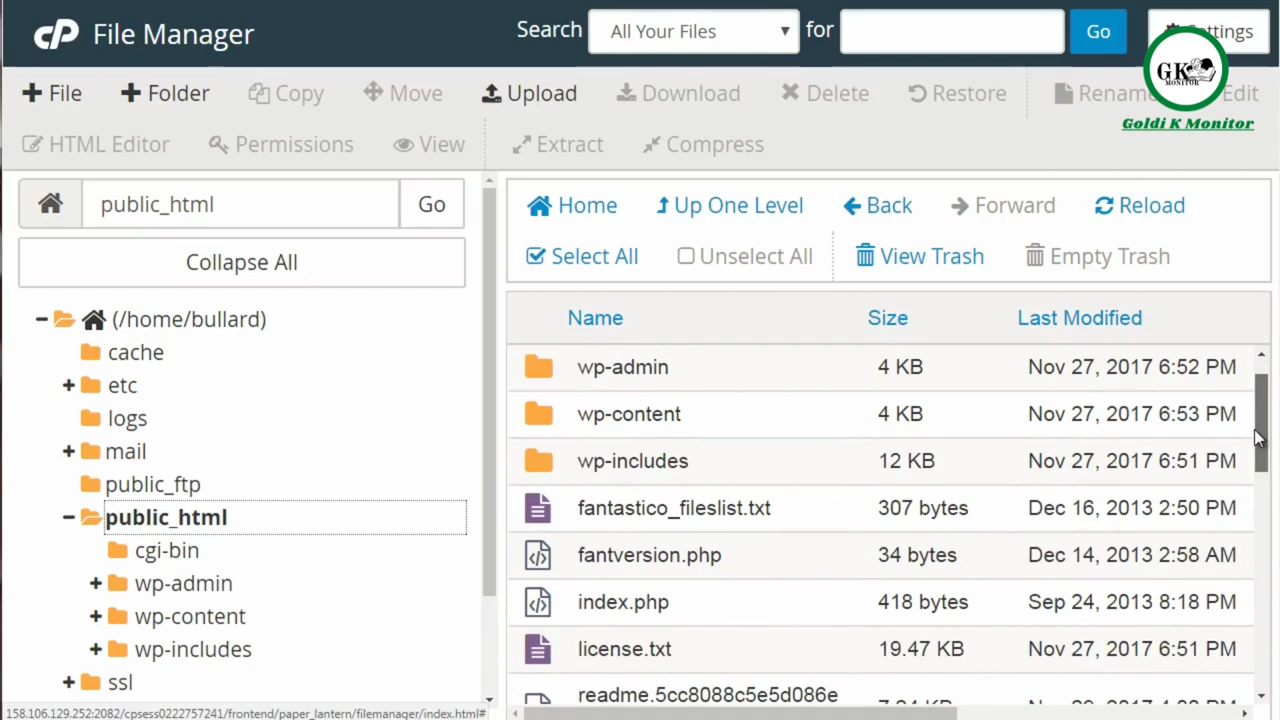 cP File Manager Search All Your Files for Go Settings
GK MONITOR
Goldi K Monitor
File Folder Copy Move Upload Download Delete Restore Rename Edit
HTML Editor Permissions View Extract Compress
public_html Go
Collapse All
(/home/bullard)
cache
etc
logs
mail
public_ftp
public_html
cgi-bin
wp-admin
wp-content
wp-includes
ssl
Home Up One Level Back Forward Reload
Select All Unselect All View Trash Empty Trash
Name Size Last Modified
wp-admin 4 KB Nov 27, 2017 6:52 PM
wp-content 4 KB Nov 27, 2017 6:53 PM
wp-includes 12 KB Nov 27, 2017 6:51 PM
fantastico_fileslist.txt 307 bytes Dec 16, 2013 2:50 PM
fantversion.php 34 bytes Dec 14, 2013 2:58 AM
index.php 418 bytes Sep 24, 2013 8:18 PM
license.txt 19.47 KB Nov 27, 2017 6:51 PM
readme.5cc8088c5e5d086e
158.106.129.252:2082/cpsess0222757241/frontend/paper_lantern/filemanager/index.html#